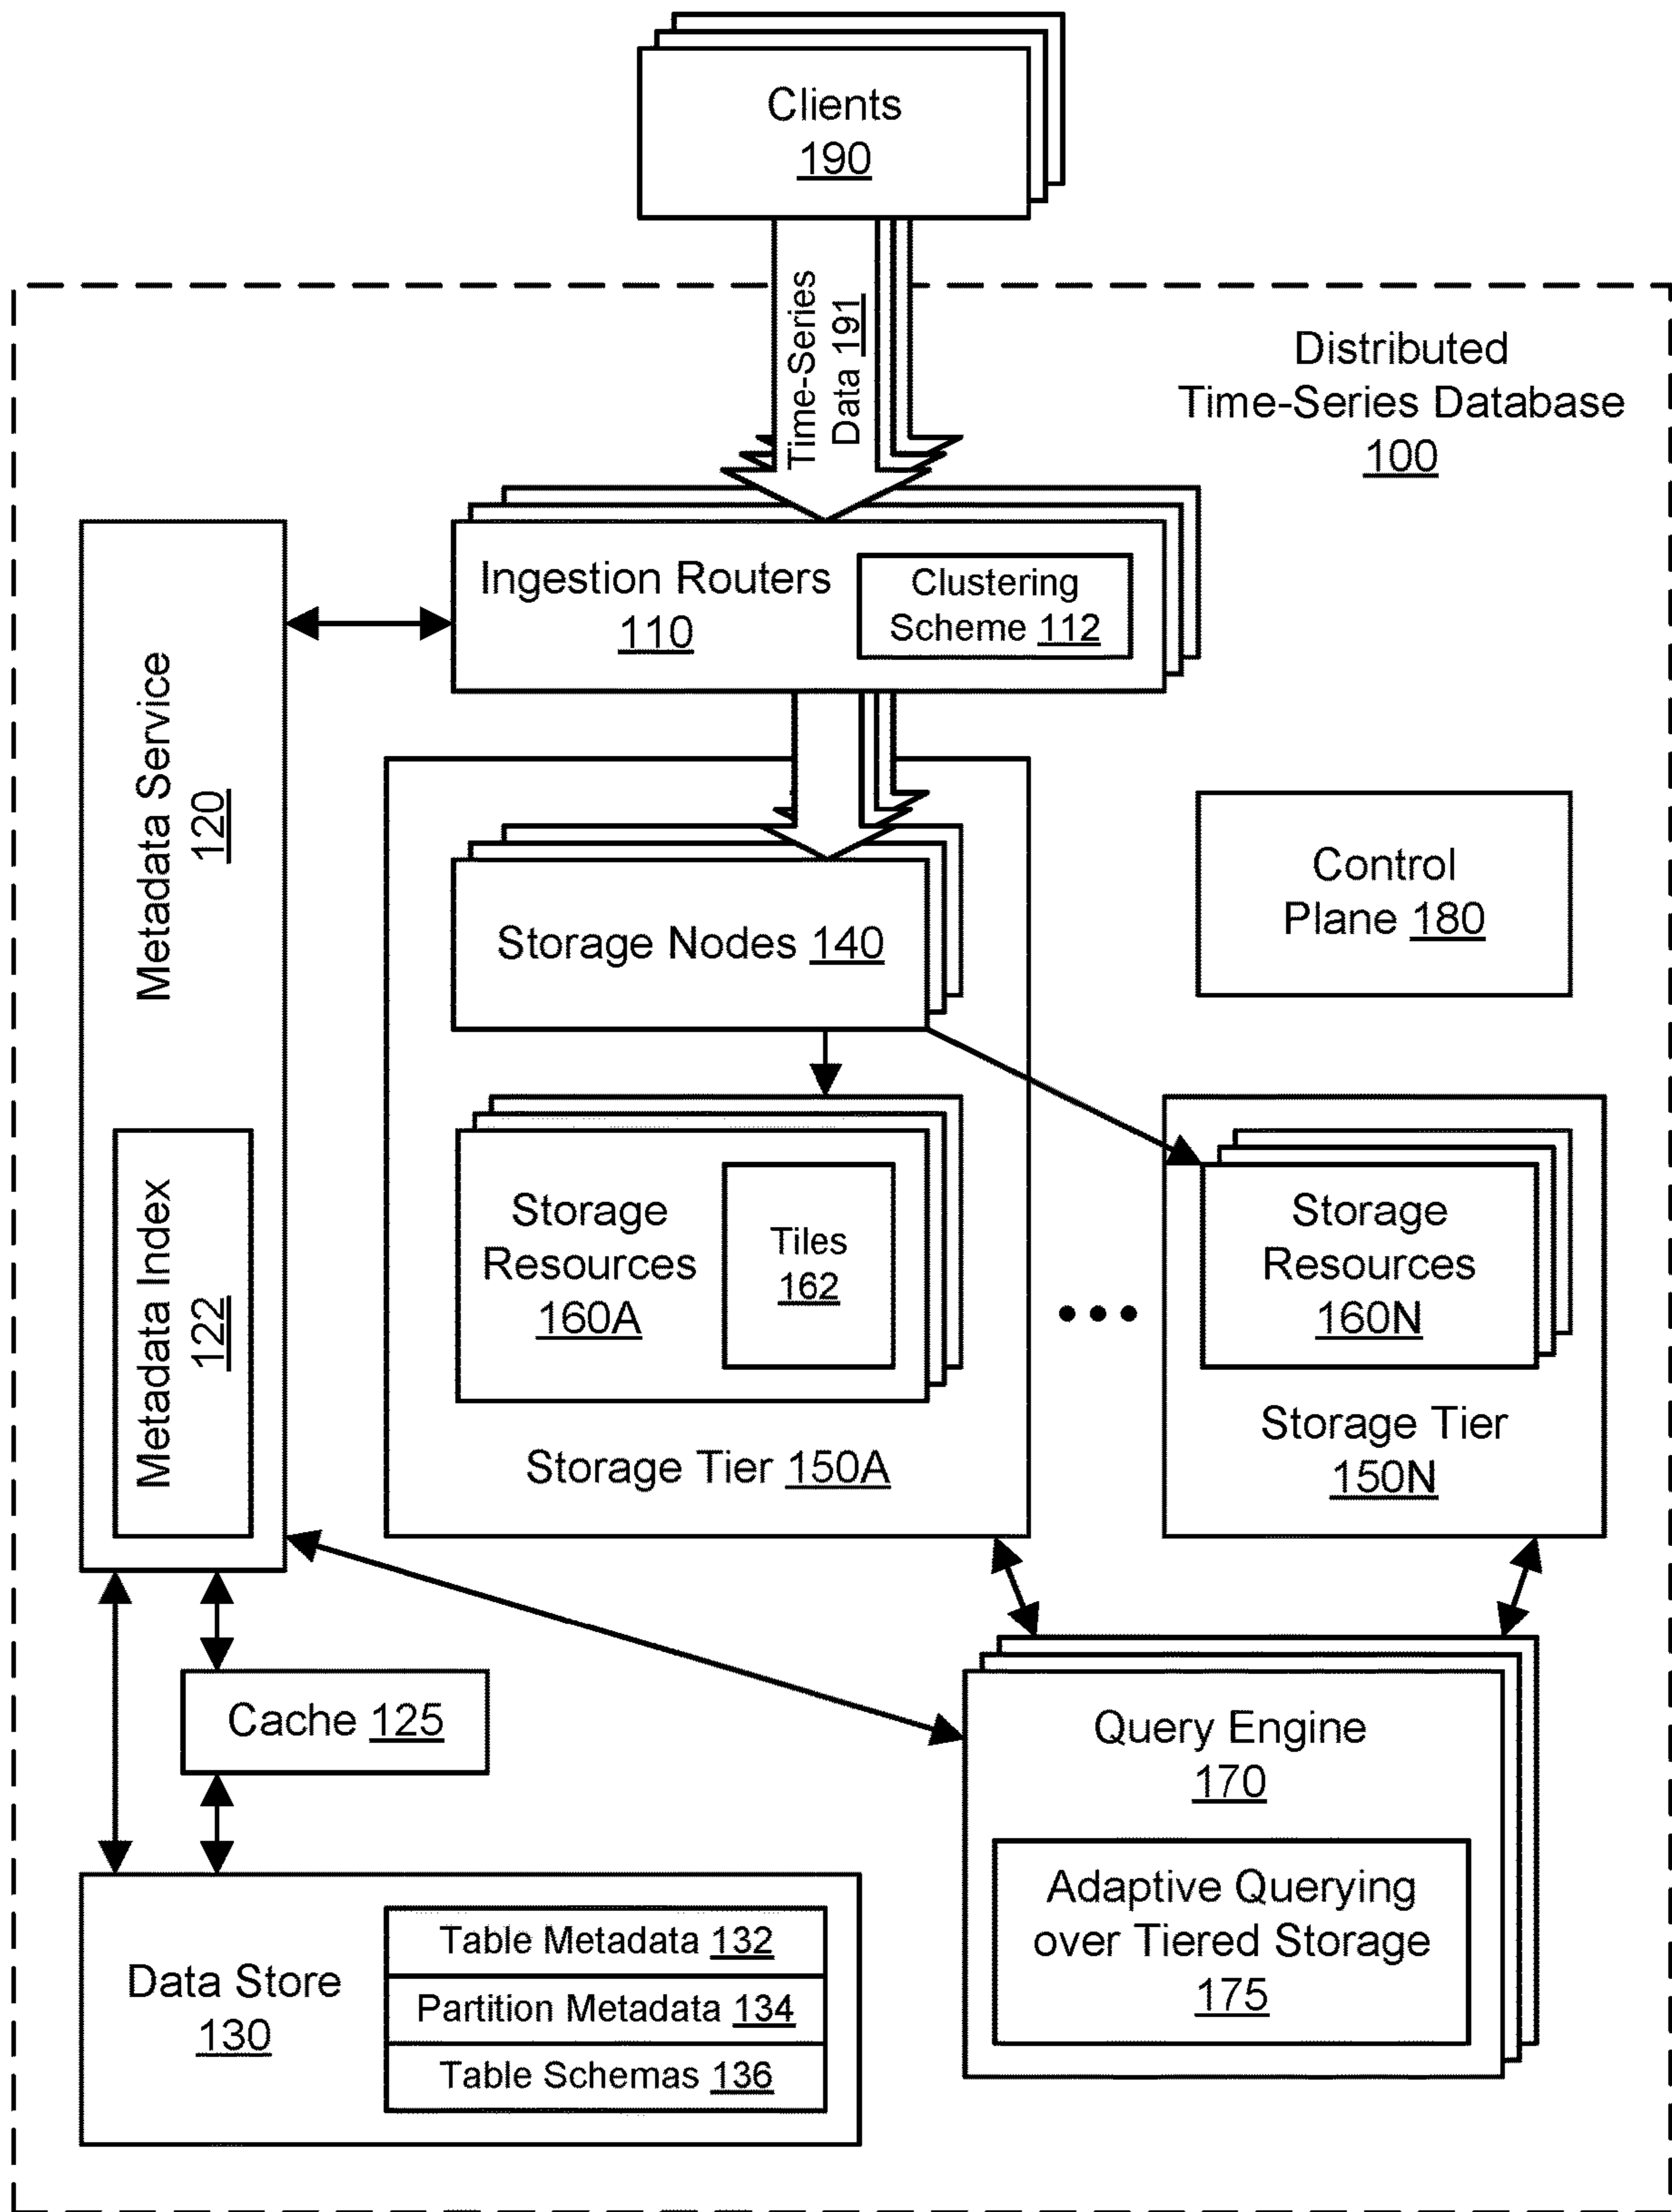 Clients
190
Time-Series
Data 191
Distributed
Time-Series Database
100
Ingestion Routers
110
Clustering
Scheme 112
Metadata Service
120
Metadata Index
122
Storage Nodes 140
Control
Plane 180
Storage
Resources
160A
Tiles
162
Storage Tier 150A
Storage
Resources
160N
Storage Tier
150N
Cache 125
Query Engine
170
Adaptive Querying
over Tiered Storage
175
Data Store
130
Table Metadata 132
Partition Metadata 134
Table Schemas 136